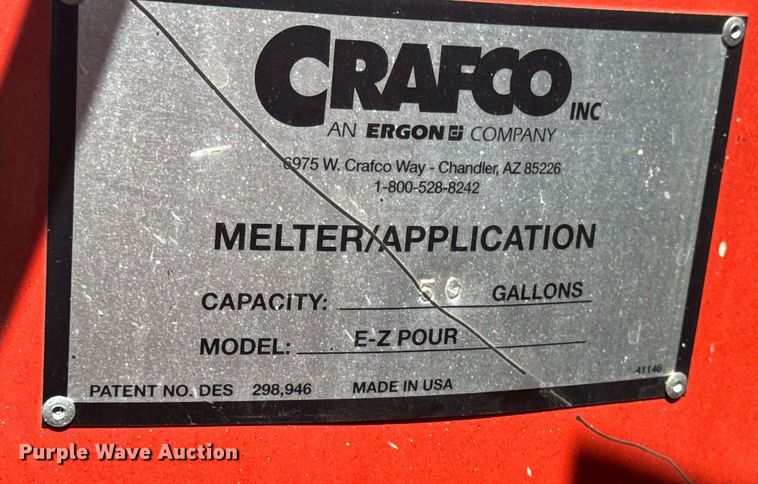 CRAFCO INC
AN ERGON COMPANY
6975 W. Crafco Way - Chandler, AZ 85226
1-800-528-8242
MELTER/APPLICATION
CAPACITY: 50 GALLONS
MODEL: E-Z POUR
41146
PATENT NO. DES 298,946 MADE IN USA
Purple Wave Auction